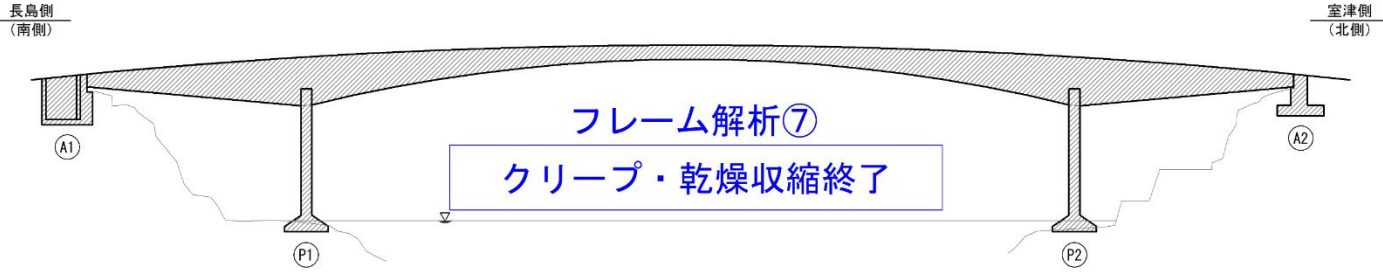 長島側
(南側)
室津側
(北側)
フレーム解析⑦
クリープ・乾燥収縮終了
A1
A2
P1
P2